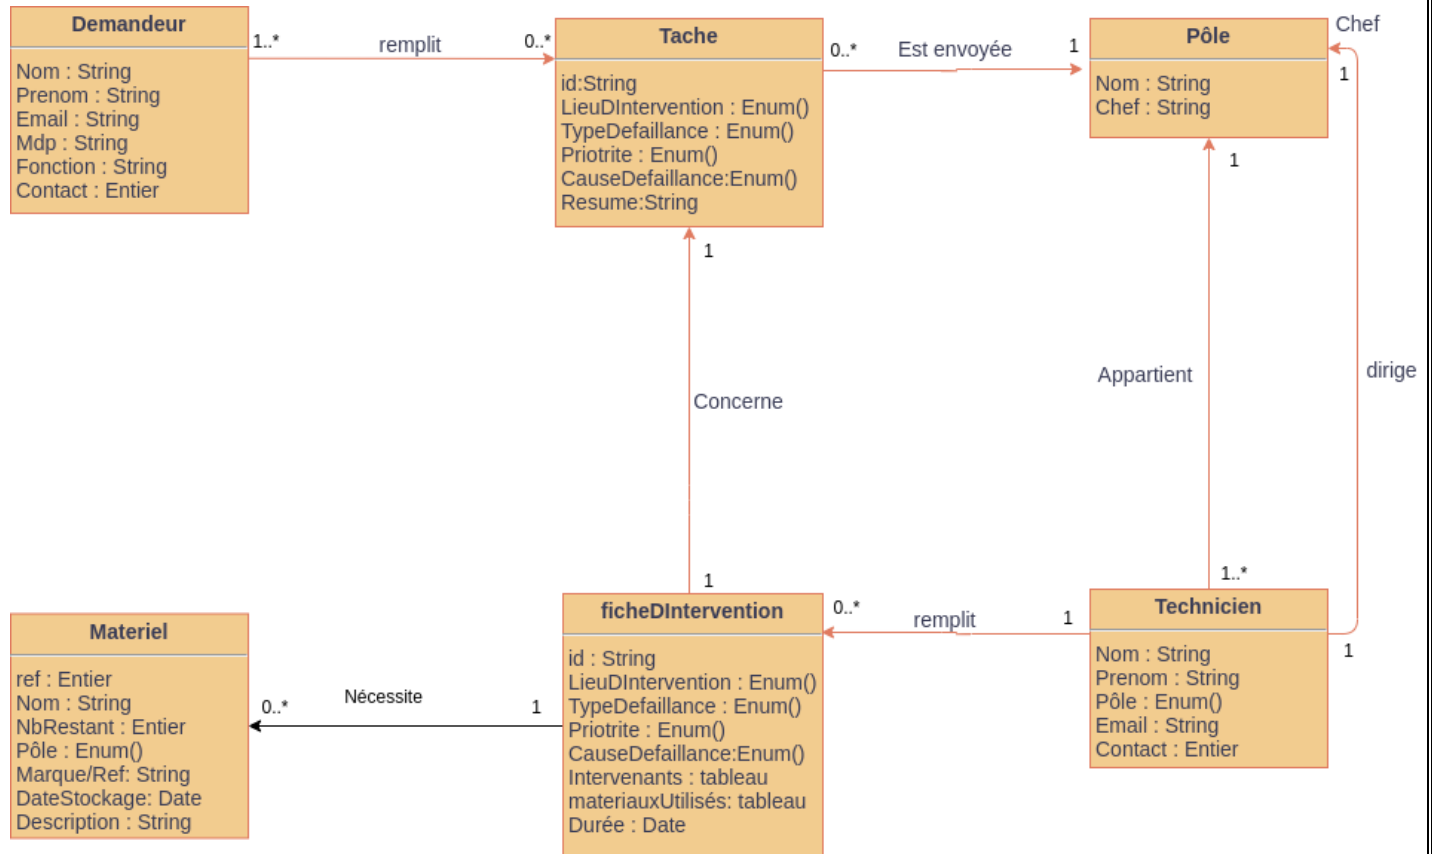 Demandeur
Nom : String
Prenom : String
Email : String
Mdp : String
Fonction : String
Contact : Entier
1..*
remplit
0..*
Tache
id:String
LieuDIntervention : Enum()
TypeDefaillance : Enum()
Priotrite : Enum()
CauseDefaillance:Enum()
Resume:String
0..*
Est envoyée
1
Pôle
Nom : String
Chef : String
Chef
1
1
1
Concerne
Appartient
dirige
1
1..*
Materiel
ref : Entier
Nom : String
NbRestant : Entier
Pôle : Enum()
Marque/Ref: String
DateStockage: Date
Description : String
0..*
Nécessite
1
ficheDIntervention
id : String
LieuDIntervention : Enum()
TypeDefaillance : Enum()
Priotrite : Enum()
CauseDefaillance:Enum()
Intervenants : tableau
materiauxUtilisés: tableau
Durée : Date
0..*
remplit
1
Technicien
Nom : String
Prenom : String
Pôle : Enum()
Email : String
Contact : Entier
1